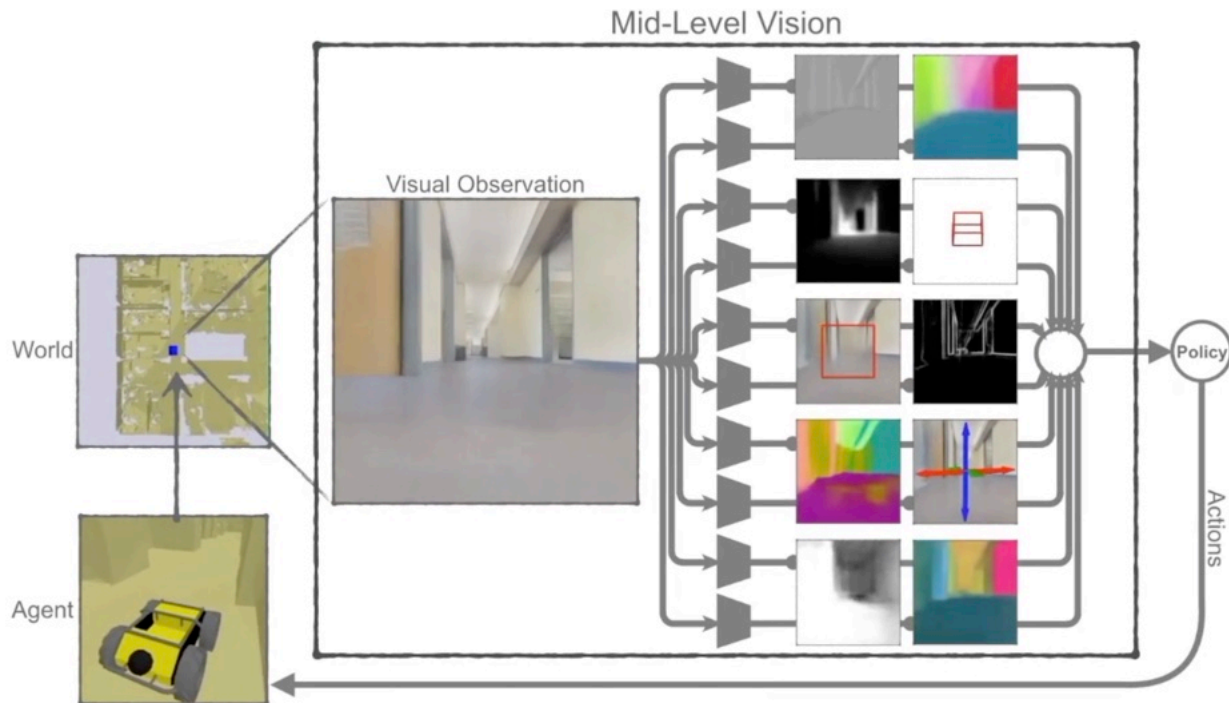 Mid-Level Vision
Visual Observation
World
Policy
Actions
Agent